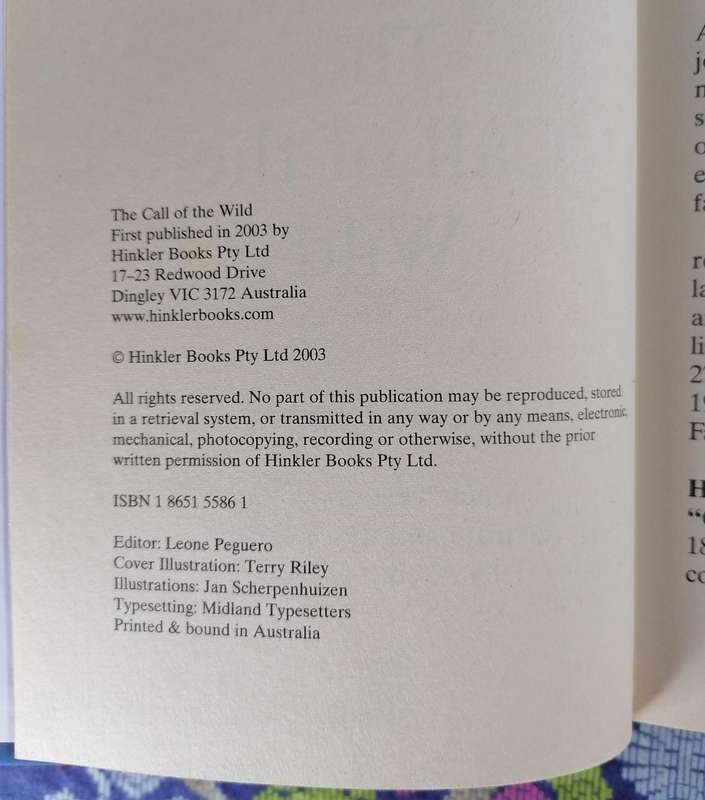 The Call of the Wild
First published in 2003 by
Hinkler Books Pty Ltd
17–23 Redwood Drive
Dingley VIC 3172 Australia
www.hinklerbooks.com
© Hinkler Books Pty Ltd 2003
All rights reserved. No part of this publication may be reproduced, stored
in a retrieval system, or transmitted in any way or by any means, electronic,
mechanical, photocopying, recording or otherwise, without the prior
written permission of Hinkler Books Pty Ltd.
ISBN 1 8651 5586 1
Editor: Leone Peguero
Cover Illustration: Terry Riley
Illustrations: Jan Scherpenhuizen
Typesetting: Midland Typesetters
Printed & bound in Australia